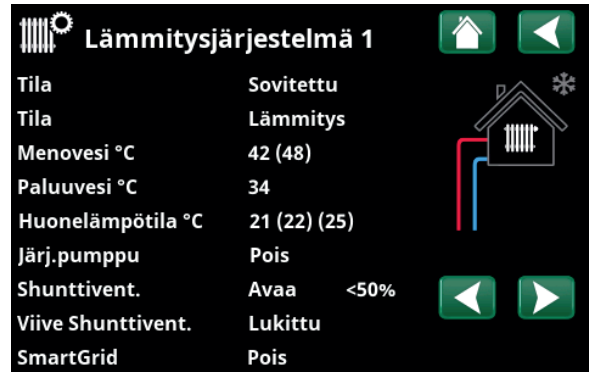 Lämmitysjärjestelmä 1
Tila Sovitettu
Tila Lämmitys
Menovesi °C 42 (48)
Paluuvesi °C 34
Huonelämpötila °C 21 (22) (25)
Järj.pumppu Pois
Shunttivent. Avaa <50%
Viive Shunttivent. Lukittu
SmartGrid Pois